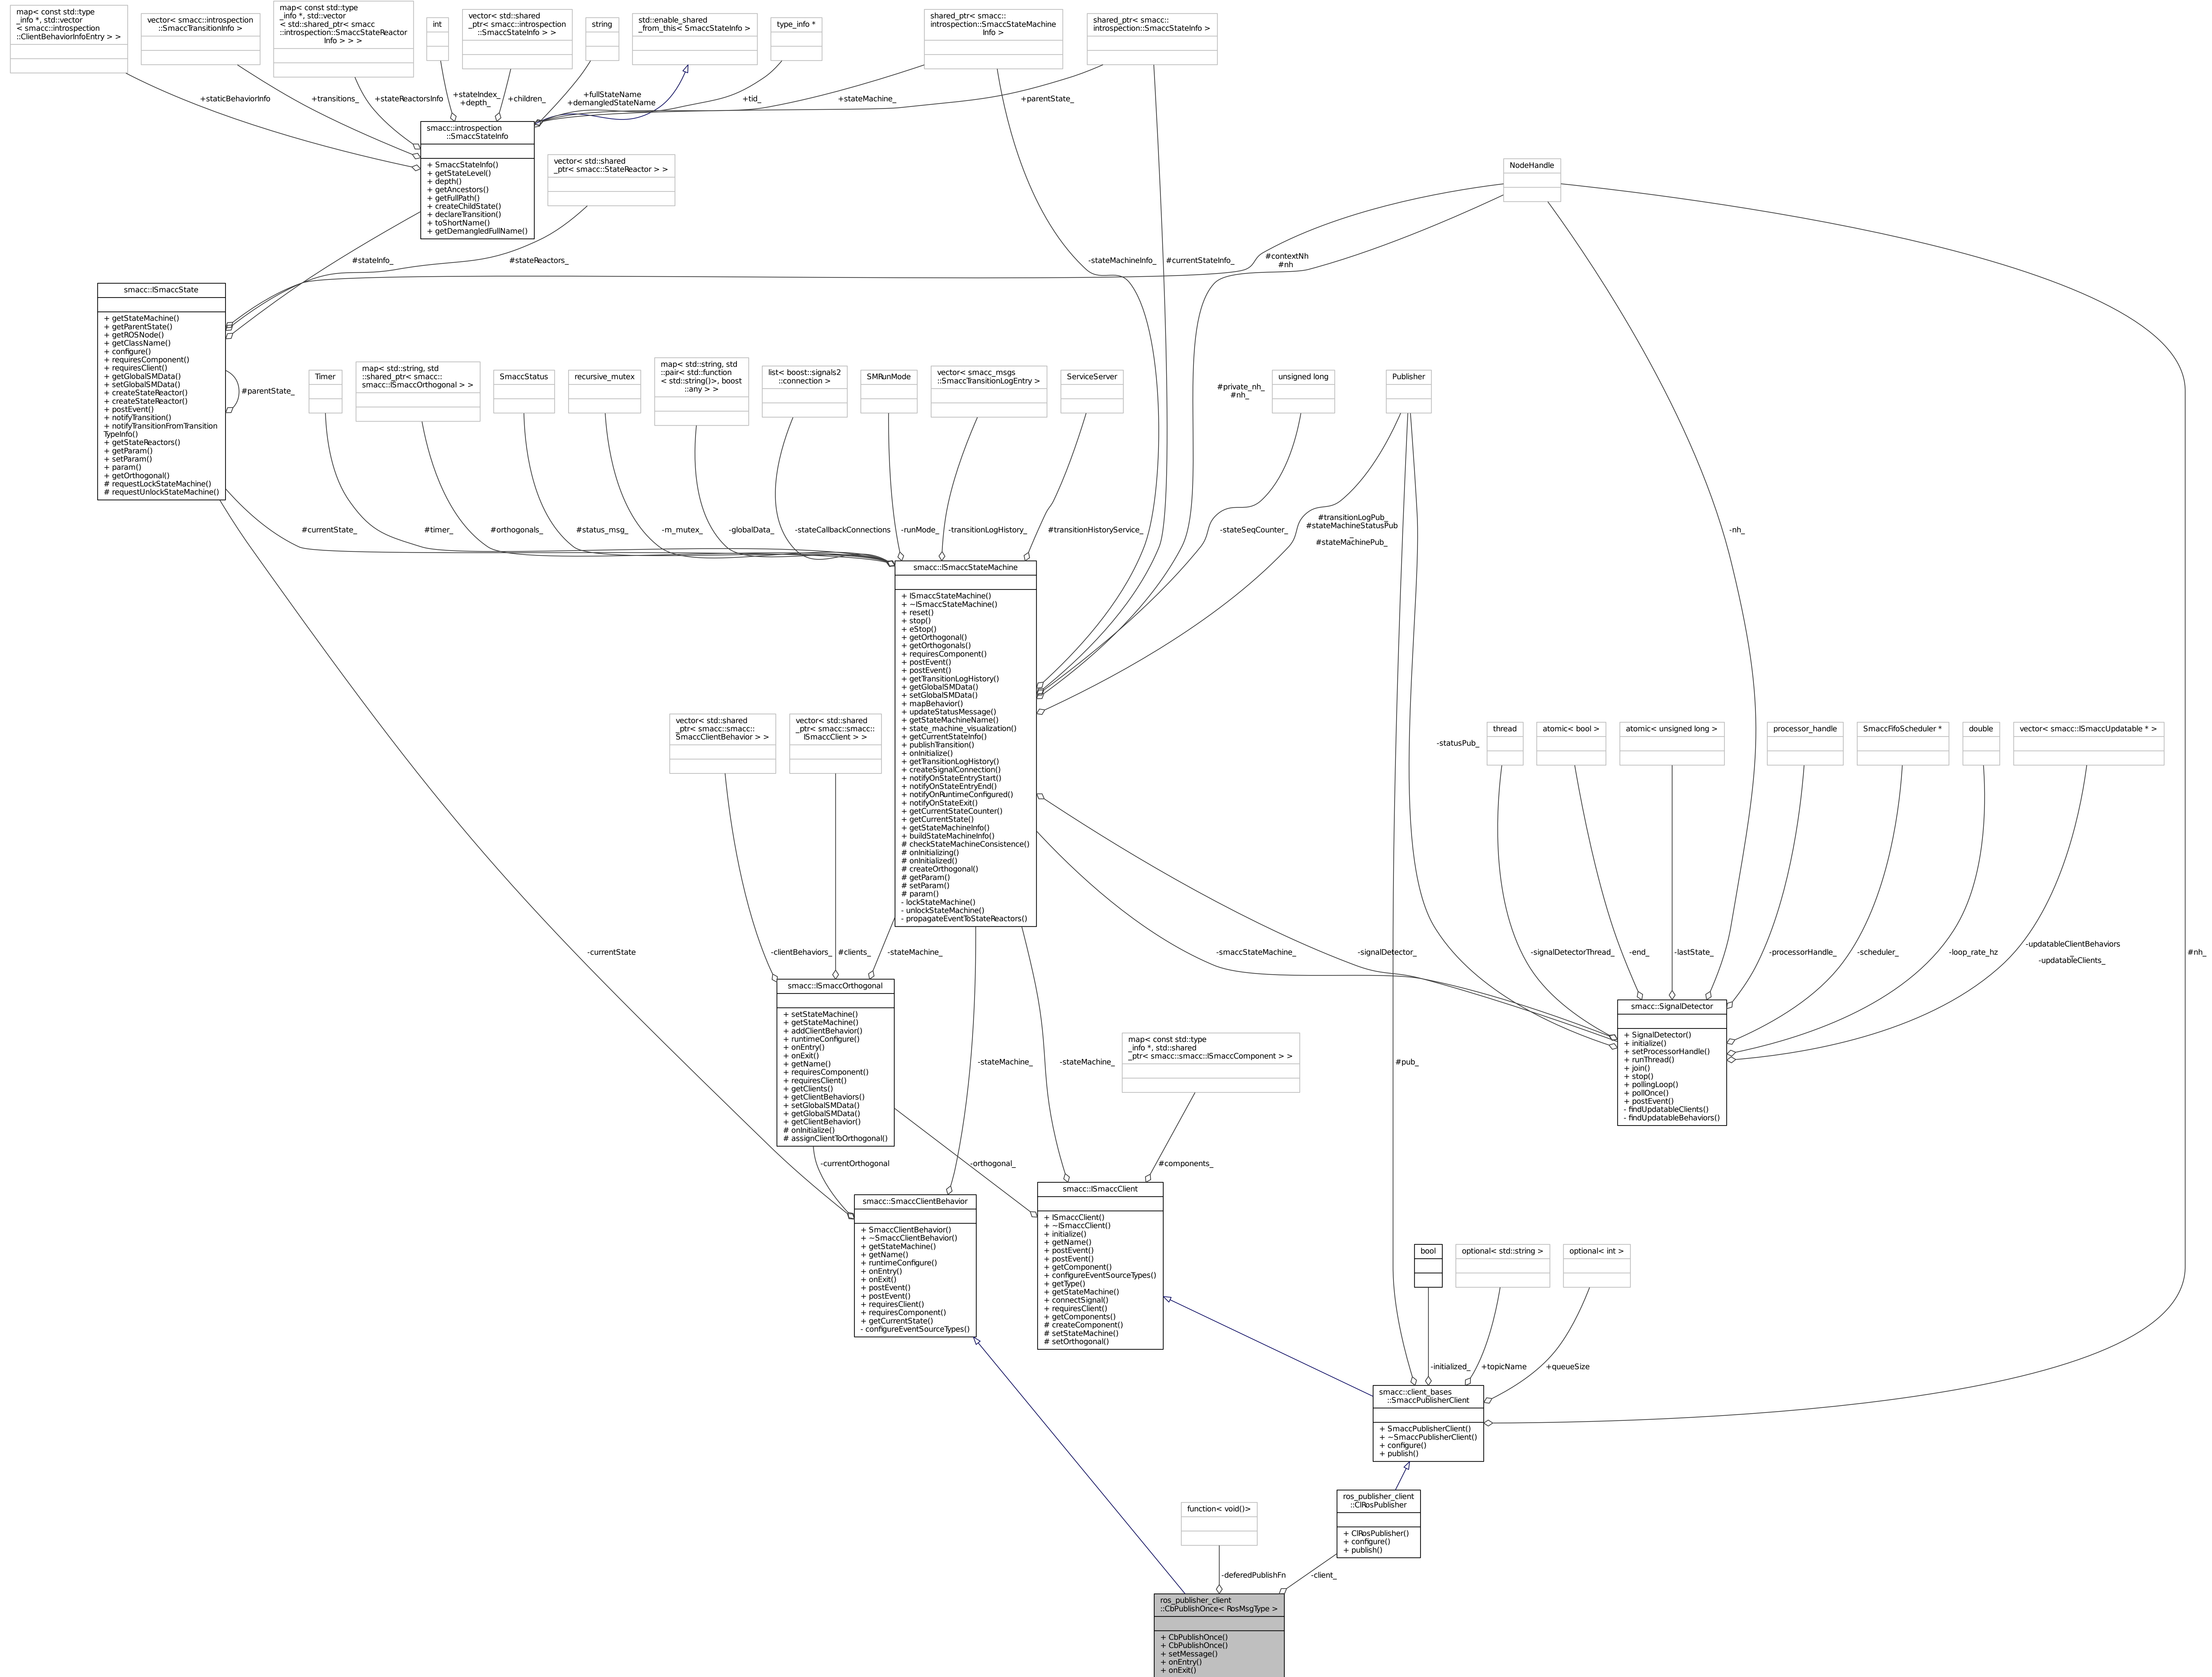 map< const std::type
_info *, std::vector
< smacc::introspection
::ClientBehaviorInfoEntry > >
vector< smacc::introspection
::SmaccTransitionInfo >
map< const std::type
_info *, std::vector
< std::shared_ptr< smacc
::introspection::SmaccStateReactor
Info > > >
int
vector< std::shared
_ptr< smacc::introspection
::SmaccStateInfo > >
string
std::enable_shared
_from_this< SmaccStateInfo >
type_info *
shared_ptr< smacc::
introspection::SmaccStateMachine
Info >
shared_ptr< smacc::
introspection::SmaccStateInfo >
+staticBehaviorInfo
+transitions_
+stateReactorsInfo
+stateIndex_
+depth_
+children_
+fullStateName
+demangledStateName
+tid_
+stateMachine_
+parentState_
smacc::introspection
::SmaccStateInfo
+ SmaccStateInfo()
+ getStateLevel()
+ depth()
+ getAncestors()
+ getFullPath()
+ createChildState()
+ declareTransition()
+ toShortName()
+ getDemangledFullName()
vector< std::shared
_ptr< smacc::StateReactor > >
NodeHandle
#stateInfo_
#stateReactors_
-stateMachineInfo_
#currentStateInfo_
#contextNh
#nh
smacc::ISmaccState
+ getStateMachine()
+ getParentState()
+ getROSNode()
+ getClassName()
+ configure()
+ requiresComponent()
+ requiresClient()
+ getGlobalSMData()
+ setGlobalSMData()
+ createStateReactor()
+ createStateReactor()
+ postEvent()
+ notifyTransition()
+ notifyTransitionFromTransition
TypeInfo()
+ getStateReactors()
+ getParam()
+ setParam()
+ param()
+ getOrthogonal()
# requestLockStateMachine()
# requestUnlockStateMachine()
#parentState_
Timer
map< std::string, std
::shared_ptr< smacc::
smacc::ISmaccOrthogonal > >
SmaccStatus
recursive_mutex
map< std::string, std
::pair< std::function
< std::string()>, boost
::any > >
list< boost::signals2
::connection >
SMRunMode
vector< smacc_msgs
::SmaccTransitionLogEntry >
ServiceServer
#private_nh_
#nh_
unsigned long
Publisher
#currentState_
#timer_
#orthogonals_
#status_msg_
-m_mutex_
-globalData_
-stateCallbackConnections
-runMode_
-transitionLogHistory_
#transitionHistoryService_
-stateSeqCounter_
#transitionLogPub_
#stateMachineStatusPub
_
#stateMachinePub_
-nh_
smacc::ISmaccStateMachine
+ ISmaccStateMachine()
+ ~ISmaccStateMachine()
+ reset()
+ stop()
+ eStop()
+ getOrthogonal()
+ getOrthogonals()
+ requiresComponent()
+ postEvent()
+ postEvent()
+ getTransitionLogHistory()
+ getGlobalSMData()
+ setGlobalSMData()
+ mapBehavior()
+ updateStatusMessage()
+ getStateMachineName()
+ state_machine_visualization()
+ getCurrentStateInfo()
+ publishTransition()
+ onInitialize()
+ getTransitionLogHistory()
+ createSignalConnection()
+ notifyOnStateEntryStart()
+ notifyOnStateEntryEnd()
+ notifyOnRuntimeConfigured()
+ notifyOnStateExit()
+ getCurrentStateCounter()
+ getCurrentState()
+ getStateMachineInfo()
+ buildStateMachineInfo()
# checkStateMachineConsistence()
# onInitializing()
# onInitialized()
# createOrthogonal()
# getParam()
# setParam()
# param()
- lockStateMachine()
- unlockStateMachine()
- propagateEventToStateReactors()
vector< std::shared
_ptr< smacc::smacc::
SmaccClientBehavior > >
vector< std::shared
_ptr< smacc::smacc::
ISmaccClient > >
-statusPub_
thread
atomic< bool >
atomic< unsigned long >
processor_handle
SmaccFifoScheduler *
double
vector< smacc::ISmaccUpdatable * >
-currentState
-clientBehaviors_
#clients_
-stateMachine_
-smaccStateMachine_
-signalDetector_
-signalDetectorThread_
-end_
-lastState_
-processorHandle_
-scheduler_
-loop_rate_hz
-updatableClientBehaviors
_
-updatableClients_
#nh_
smacc::ISmaccOrthogonal
+ setStateMachine()
+ getStateMachine()
+ addClientBehavior()
+ runtimeConfigure()
+ onEntry()
+ onExit()
+ getName()
+ requiresComponent()
+ requiresClient()
+ getClients()
+ getClientBehaviors()
+ setGlobalSMData()
+ getGlobalSMData()
+ getClientBehavior()
# onInitialize()
# assignClientToOrthogonal()
smacc::SignalDetector
+ SignalDetector()
+ initialize()
+ setProcessorHandle()
+ runThread()
+ join()
+ stop()
+ pollingLoop()
+ pollOnce()
+ postEvent()
- findUpdatableClients()
- findUpdatableBehaviors()
-stateMachine_
-stateMachine_
map< const std::type
_info *, std::shared
_ptr< smacc::smacc::ISmaccComponent > >
#pub_
-currentOrthogonal
-orthogonal_
#components_
smacc::SmaccClientBehavior
+ SmaccClientBehavior()
+ ~SmaccClientBehavior()
+ getStateMachine()
+ getName()
+ runtimeConfigure()
+ onEntry()
+ onExit()
+ postEvent()
+ postEvent()
+ requiresClient()
+ requiresComponent()
+ getCurrentState()
- configureEventSourceTypes()
smacc::ISmaccClient
+ ISmaccClient()
+ ~ISmaccClient()
+ initialize()
+ getName()
+ postEvent()
+ postEvent()
+ getComponent()
+ configureEventSourceTypes()
+ getType()
+ getStateMachine()
+ connectSignal()
+ requiresClient()
+ getComponents()
# createComponent()
# setStateMachine()
# setOrthogonal()
bool
optional< std::string >
optional< int >
-initialized_
+topicName
+queueSize
smacc::client_bases
::SmaccPublisherClient
+ SmaccPublisherClient()
+ ~SmaccPublisherClient()
+ configure()
+ publish()
function< void()>
ros_publisher_client
::ClRosPublisher
+ ClRosPublisher()
+ configure()
+ publish()
-deferedPublishFn
-client_
ros_publisher_client
::CbPublishOnce< RosMsgType >
+ CbPublishOnce()
+ CbPublishOnce()
+ setMessage()
+ onEntry()
+ onExit()